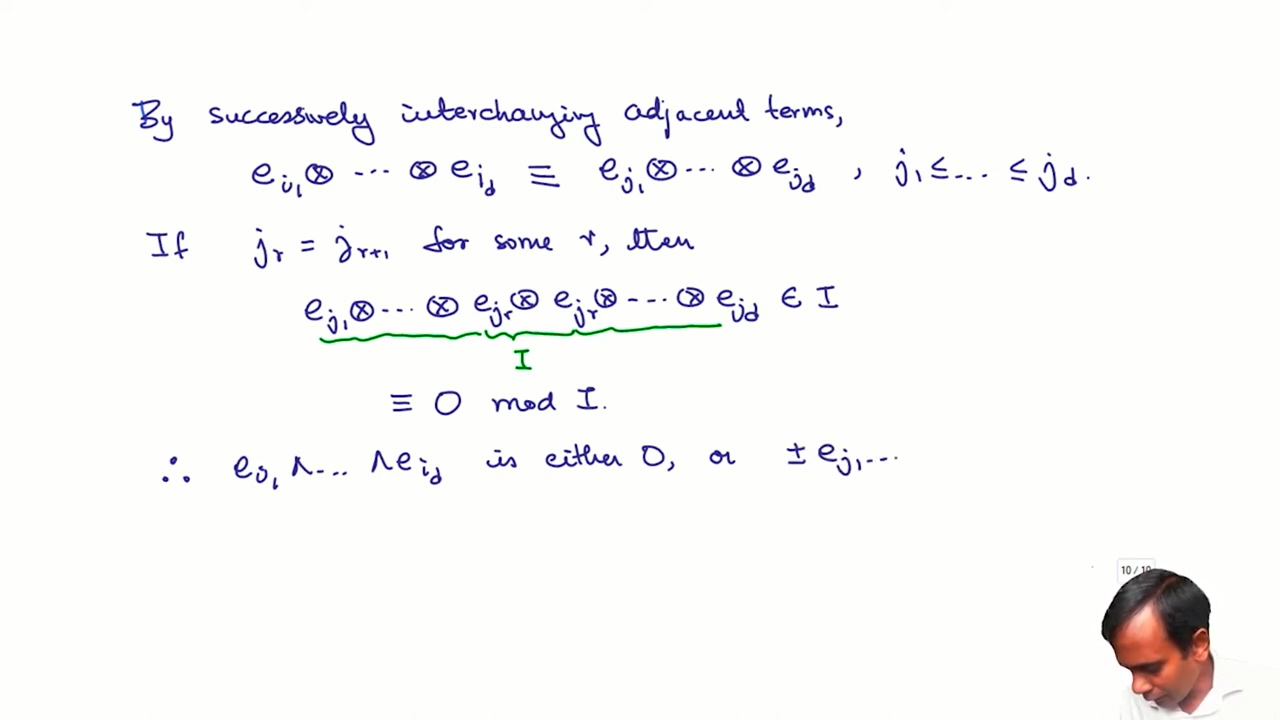 By successively interchanging adjacent terms,
e_{i_1} ⊗ ⋯ ⊗ e_{i_d} ≡ e_{j_1} ⊗ ⋯ ⊗ e_{j_d} , j_1 ≤ ⋯ ≤ j_d.
If j_r = j_{r+1} for some r, then
e_{j_1} ⊗ ⋯ ⊗ e_{j_r} ⊗ e_{j_r} ⊗ ⋯ ⊗ e_{j_d} ∈ I
I
≡ 0 mod I.
∴ e_{i_1} ∧ ⋯ ∧ e_{i_d} is either 0, or ± e_{j_1} ⋯
10 / 10